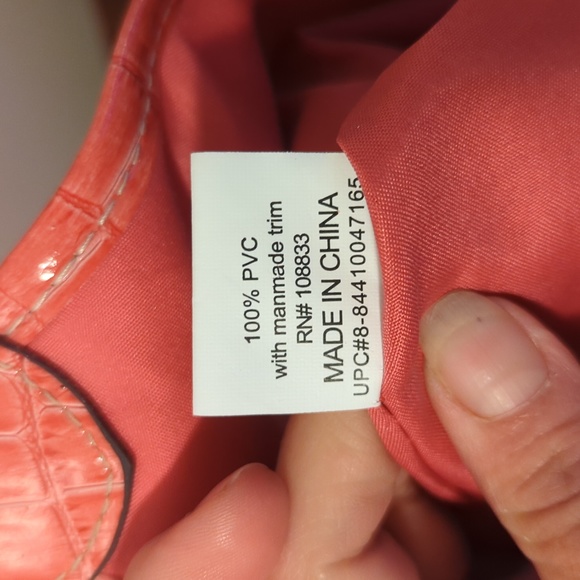 100% PVC
with manmade trim
RN# 108833
MADE IN CHINA
UPC#8-84410047165